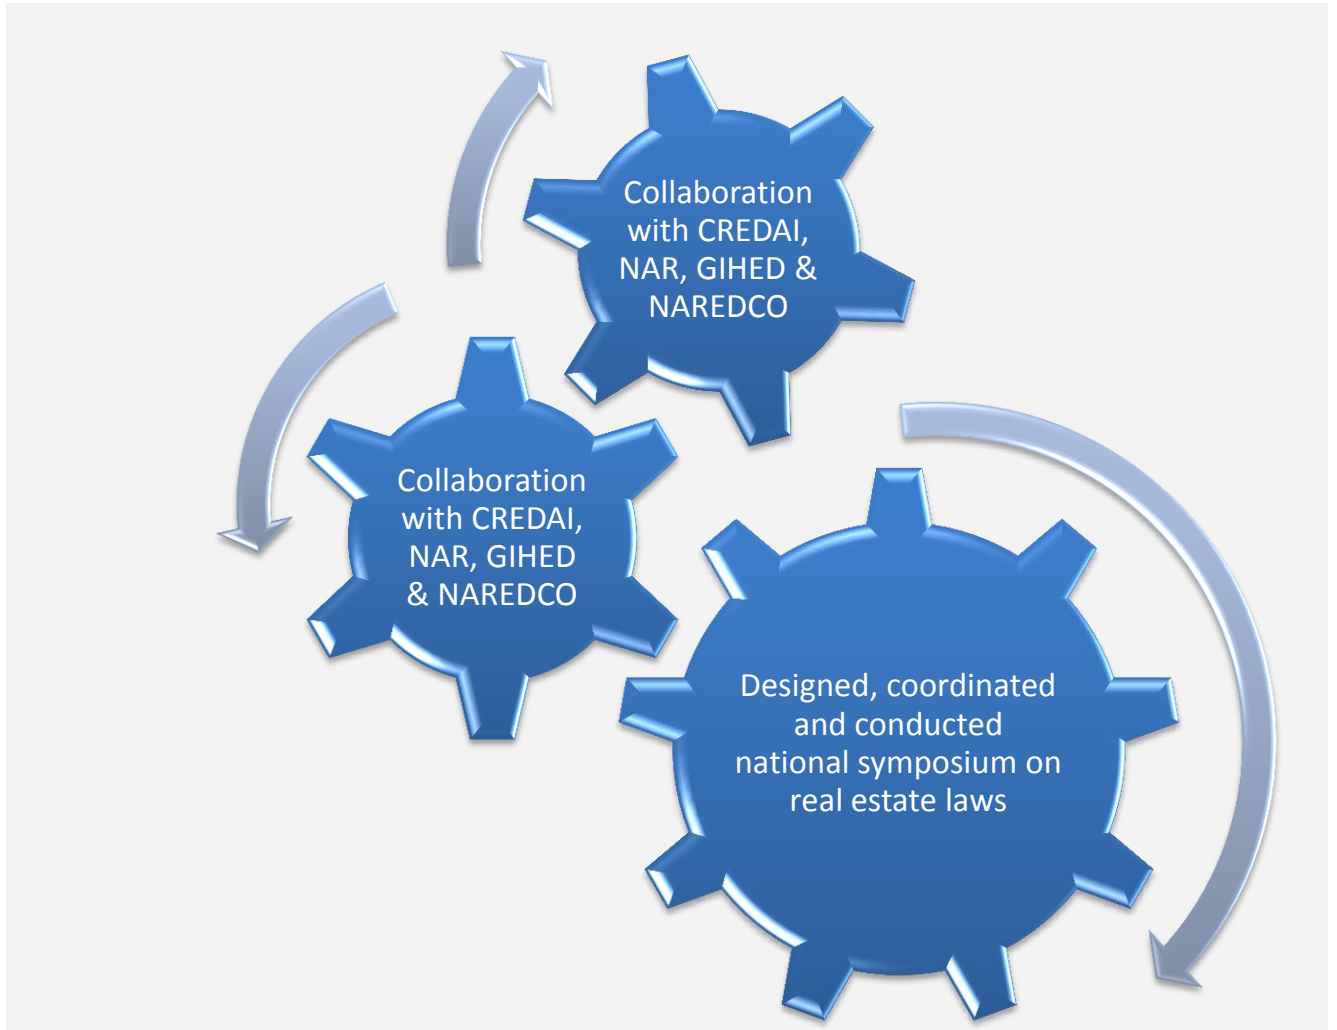 Collaboration
with CREDAI,
NAR, GIHED &
NAREDCO
Collaboration
with CREDAI,
NAR, GIHED
& NAREDCO
Designed, coordinated
and conducted
national symposium on
real estate laws